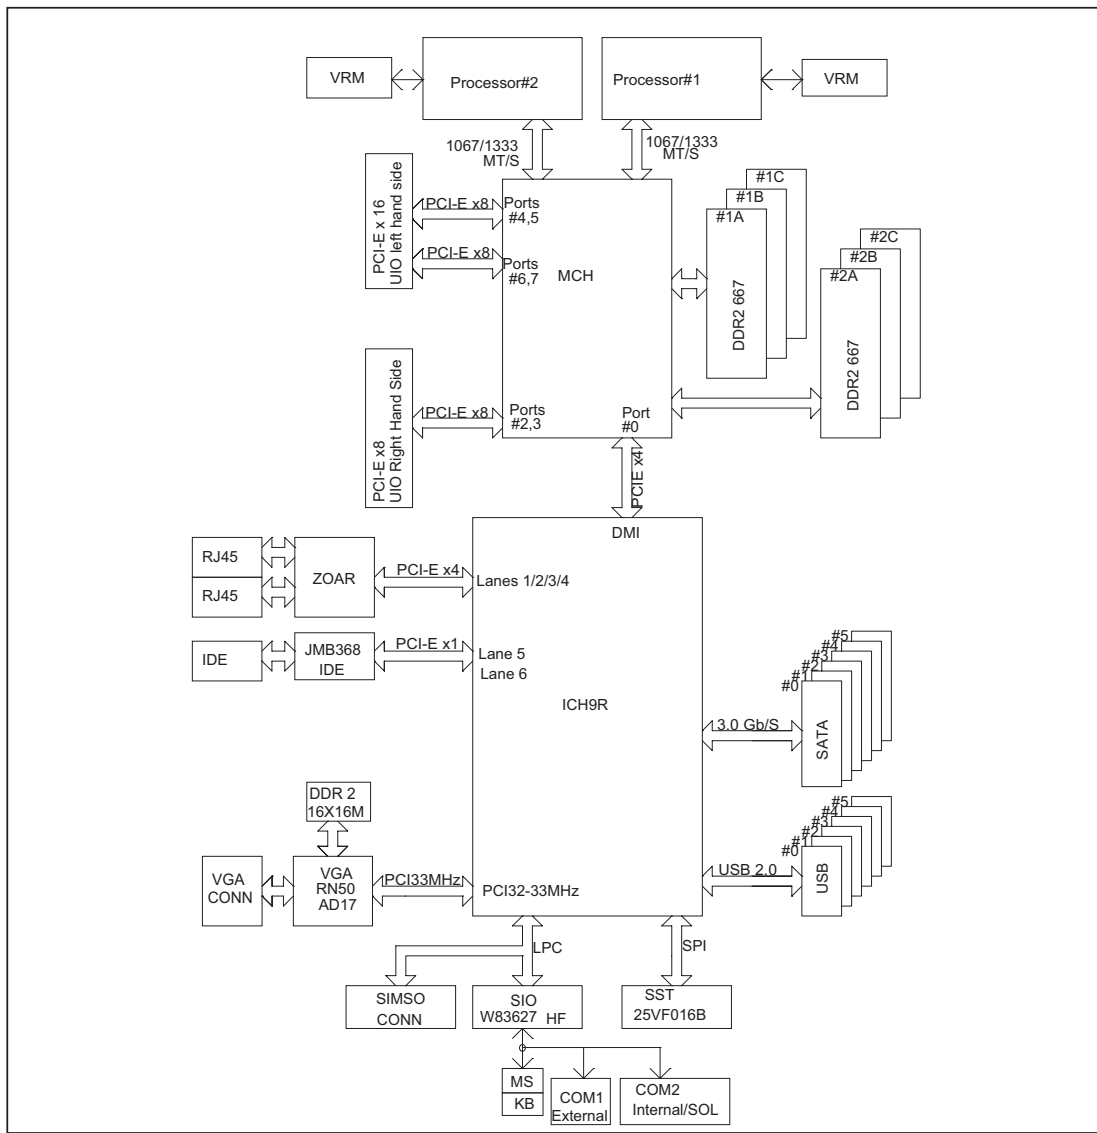 VRM
Processor#2
Processor#1
VRM
1067/1333
MT/S
1067/1333
MT/S
PCI-E x 16
UIO left hand side
PCI-E x8
Ports
#4,5
PCI-E x8
Ports
#6,7
MCH
#1C
#1B
#1A
DDR2 667
#2C
#2B
#2A
DDR2 667
PCI-E x8
UIO Right Hand Side
PCI-E x8
Ports
#2,3
Port
#0
PCIE x4
DMI
RJ45
RJ45
ZOAR
PCI-E x4
Lanes 1/2/3/4
IDE
JMB368
IDE
PCI-E x1
Lane 5
Lane 6
ICH9R
#5
#4
#3
#2
#1
#0
3.0 Gb/S
SATA
DDR 2
16X16M
#5
#4
#3
#2
#1
#0
USB 2.0
USB
VGA
CONN
VGA
RN50
AD17
PCI33MHz
PCI32-33MHz
LPC
SPI
SIMSO
CONN
SIO
W83627 HF
SST
25VF016B
MS
KB
COM1
External
COM2
Internal/SOL